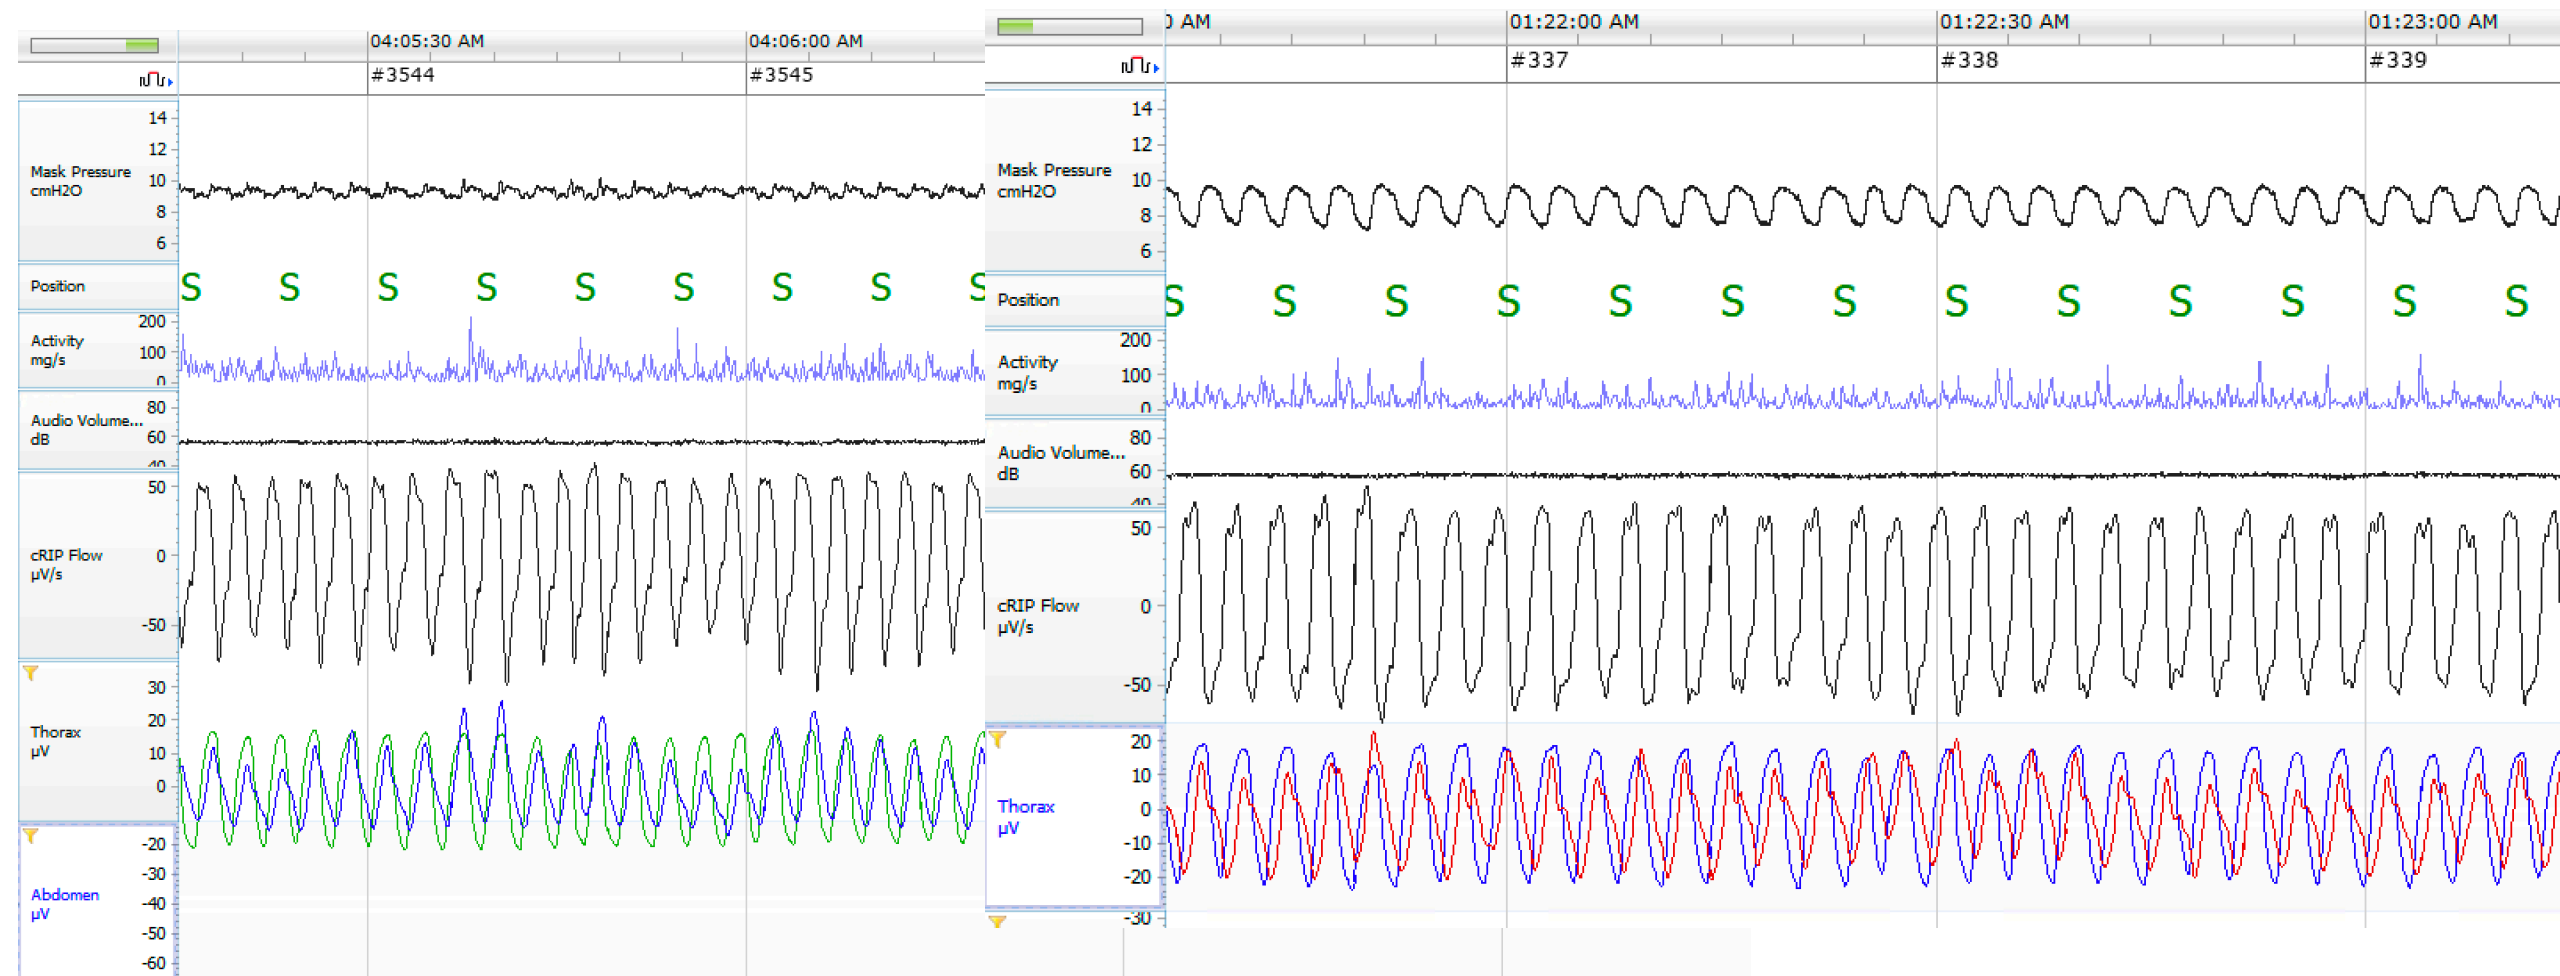 04:05:30 AM 04:06:00 AM
#3544 #3545
14
12
Mask Pressure 10
cmH2O
8
6
Position S S S S S S S S S
200
Activity
mg/s 100
0
80
Audio Volume...
dB 60
40
50
cRIP Flow 0
µV/s
-50
30
20
Thorax
µV 10
0
-20
-30
Abdomen
µV -40
-50
-60
0 AM 01:22:00 AM 01:22:30 AM 01:23:00 AM
#337 #338 #339
14
12
Mask Pressure 10
cmH2O
8
6
Position S S S S S S S S S S S S S
200
Activity
mg/s 100
0
80
Audio Volume...
dB 60
40
50
cRIP Flow 0
µV/s
-50
20
10
Thorax 0
µV
-10
-20
-30